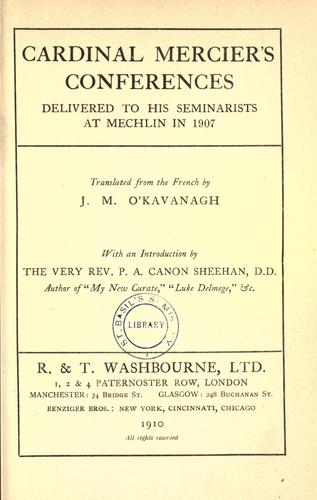 CARDINAL MERCIER'S
CONFERENCES
DELIVERED TO HIS SEMINARISTS
AT MECHLIN IN 1907
Translated from the French by
J. M. O'KAVANAGH
With an Introduction by
THE VERY REV. P. A. CANON SHEEHAN, D.D.
Author of "My New Curate," "Luke Delmege," &c.
ST. BASIL'S SEMINARY
LIBRARY
R. & T. WASHBOURNE, LTD.
1, 2 & 4 PATERNOSTER ROW, LONDON
MANCHESTER: 74 BRIDGE ST. GLASGOW: 248 BUCHANAN ST.
BENZIGER BROS.: NEW YORK, CINCINNATI, CHICAGO
1910
All rights reserved